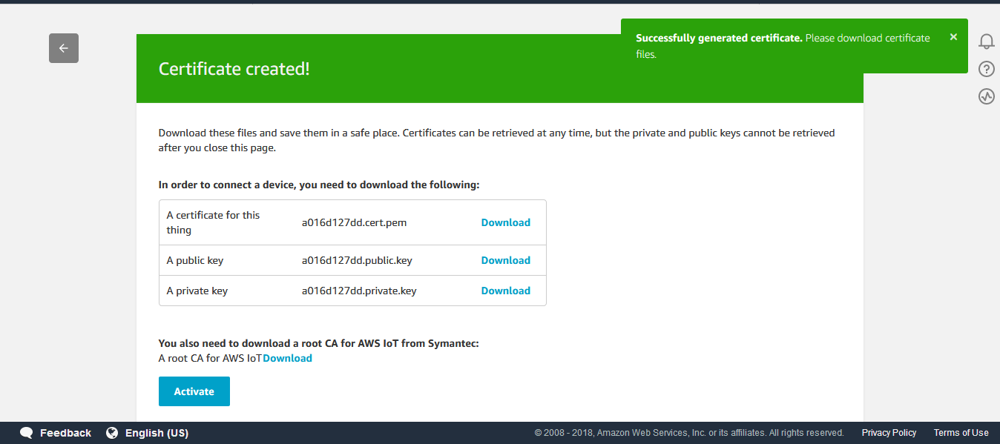 Successfully generated certificate. Please download certificate
files.
Certificate created!
Download these files and save them in a safe place. Certificates can be retrieved at any time, but the private and public keys cannot be retrieved
after you close this page.
In order to connect a device, you need to download the following:
A certificate for this
thing
a016d127dd.cert.pem
Download
A public key a016d127dd.public.key Download
A private key a016d127dd.private.key Download
You also need to download a root CA for AWS IoT from Symantec:
A root CA for AWS IoTDownload
Activate
Feedback English (US) © 2008 - 2018, Amazon Web Services, Inc. or its affiliates. All rights reserved. Privacy Policy Terms of Use